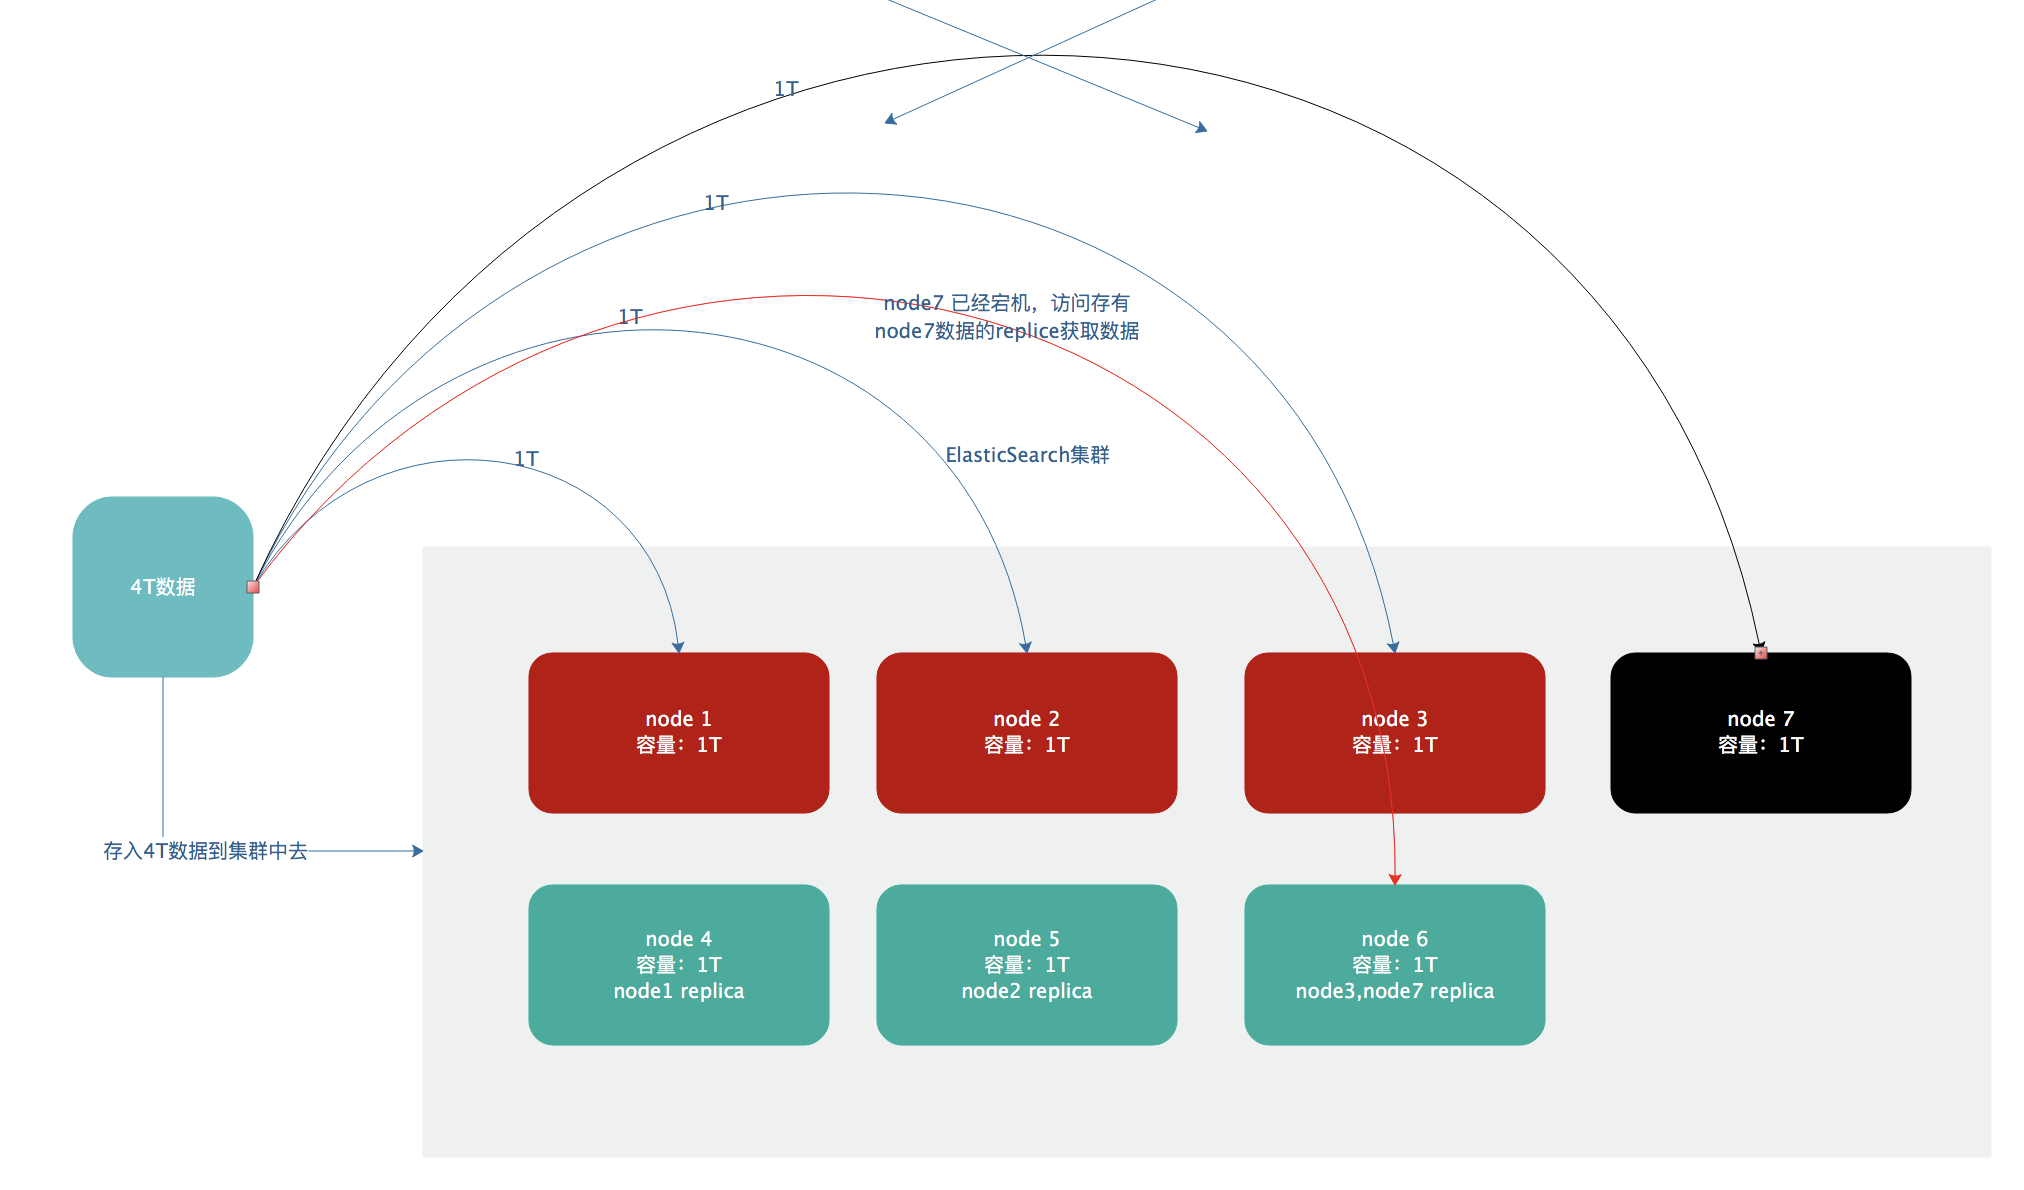 1T
1T
node7 已经宕机，访问存有
node7数据的replice获取数据
1T
ElasticSearch集群
1T
4T数据
node 1
容量：1T
node 2
容量：1T
node 3
容量：1T
node 7
容量：1T
存入4T数据到集群中去
node 4
容量：1T
node1 replica
node 5
容量：1T
node2 replica
node 6
容量：1T
node3,node7 replica